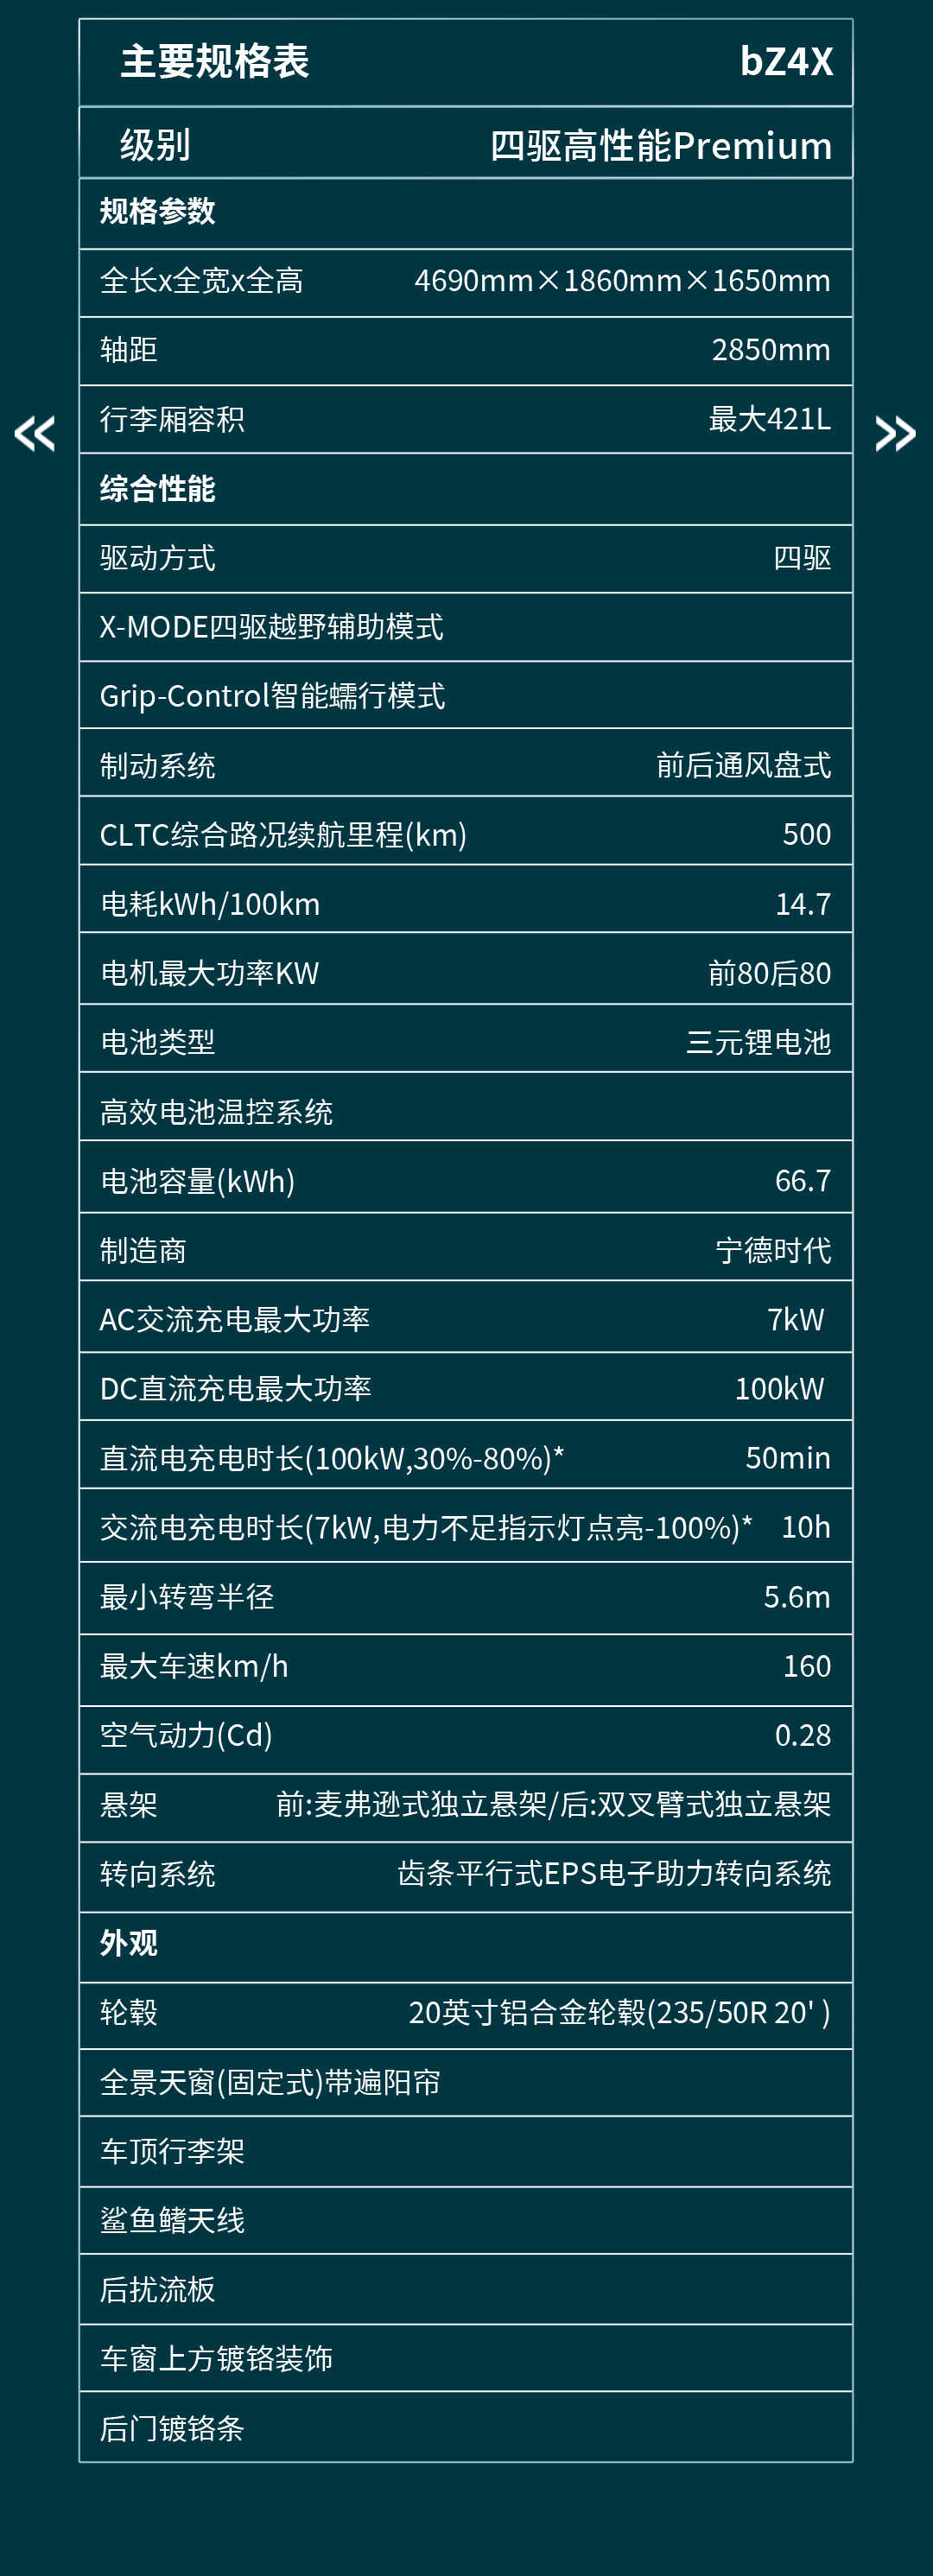 主要规格表 bZ4X
级别 四驱高性能Premium
规格参数
全长x全宽x全高 4690mm×1860mm×1650mm
轴距 2850mm
« 行李厢容积 最大421L »
综合性能
驱动方式 四驱
X-MODE四驱越野辅助模式
Grip-Control智能蠕行模式
制动系统 前后通风盘式
CLTC综合路况续航里程(km) 500
电耗kWh/100km 14.7
电机最大功率KW 前80后80
电池类型 三元锂电池
高效电池温控系统
电池容量(kWh) 66.7
制造商 宁德时代
AC交流充电最大功率 7kW
DC直流充电最大功率 100kW
直流电充电时长(100kW,30%-80%)* 50min
交流电充电时长(7kW,电力不足指示灯点亮-100%)* 10h
最小转弯半径 5.6m
最大车速km/h 160
空气动力(Cd) 0.28
悬架 前:麦弗逊式独立悬架/后:双叉臂式独立悬架
转向系统 齿条平行式EPS电子助力转向系统
外观
轮毂 20英寸铝合金轮毂(235/50R 20' )
全景天窗(固定式)带遍阳帘
车顶行李架
鲨鱼鳍天线
后扰流板
车窗上方镀铬装饰
后门镀铬条